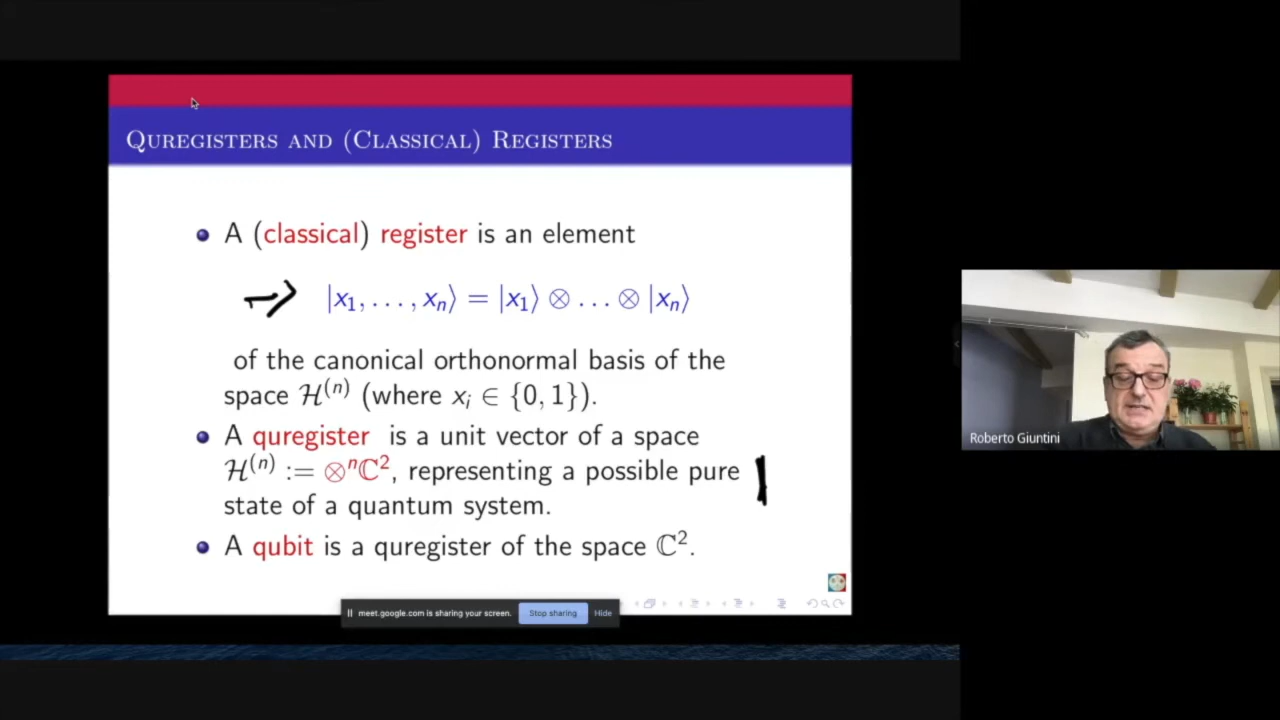 QUREGISTERS AND (CLASSICAL) REGISTERS
A (classical) register is an element
|x₁, . . . , xₙ⟩ = |x₁⟩ ⊗ . . . ⊗ |xₙ⟩
of the canonical orthonormal basis of the
space ℋ⁽ⁿ⁾ (where xᵢ ∈ {0, 1}).
A quregister is a unit vector of a space
ℋ⁽ⁿ⁾ := ⊗ⁿℂ², representing a possible pure
state of a quantum system.
A qubit is a quregister of the space ℂ².
meet.google.com is sharing your screen. Stop sharing Hide
Roberto Giuntini